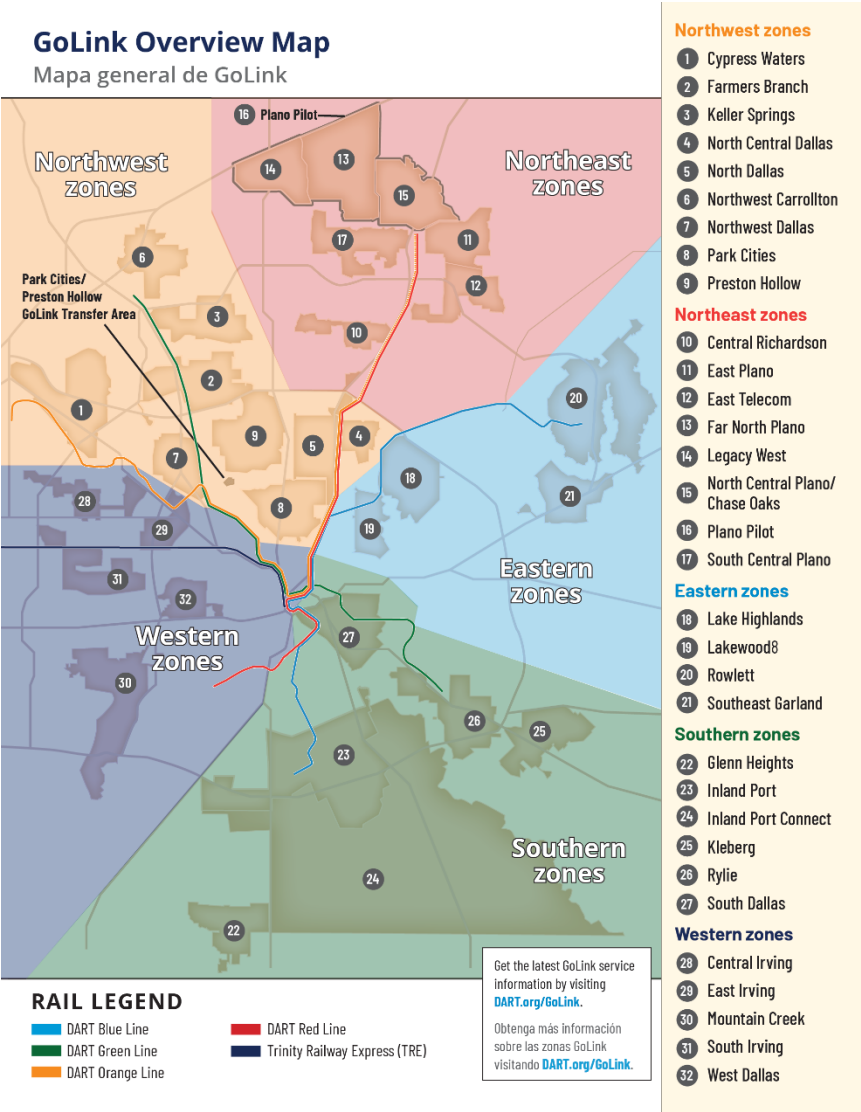 GoLink Overview Map
Mapa general de GoLink
16 Plano Pilot
Northwest
zones
Northeast
zones
14
13
15
17
11
12
10
6
Park Cities/
Preston Hollow
GoLink Transfer Area
3
2
1
9
5
4
7
8
20
18
21
19
28
29
31
32
Eastern
zones
Western
zones
27
30
26
25
23
Southern
zones
24
22
Get the latest GoLink service
information by visiting
DART.org/GoLink.
Obtenga más información
sobre las zonas GoLink
visitando DART.org/GoLink.
RAIL LEGEND
DART Blue Line
DART Green Line
DART Orange Line
DART Red Line
Trinity Railway Express (TRE)
Northwest zones
1 Cypress Waters
2 Farmers Branch
3 Keller Springs
4 North Central Dallas
5 North Dallas
6 Northwest Carrollton
7 Northwest Dallas
8 Park Cities
9 Preston Hollow
Northeast zones
10 Central Richardson
11 East Plano
12 East Telecom
13 Far North Plano
14 Legacy West
15 North Central Plano/
Chase Oaks
16 Plano Pilot
17 South Central Plano
Eastern zones
18 Lake Highlands
19 Lakewood8
20 Rowlett
21 Southeast Garland
Southern zones
22 Glenn Heights
23 Inland Port
24 Inland Port Connect
25 Kleberg
26 Rylie
27 South Dallas
Western zones
28 Central Irving
29 East Irving
30 Mountain Creek
31 South Irving
32 West Dallas